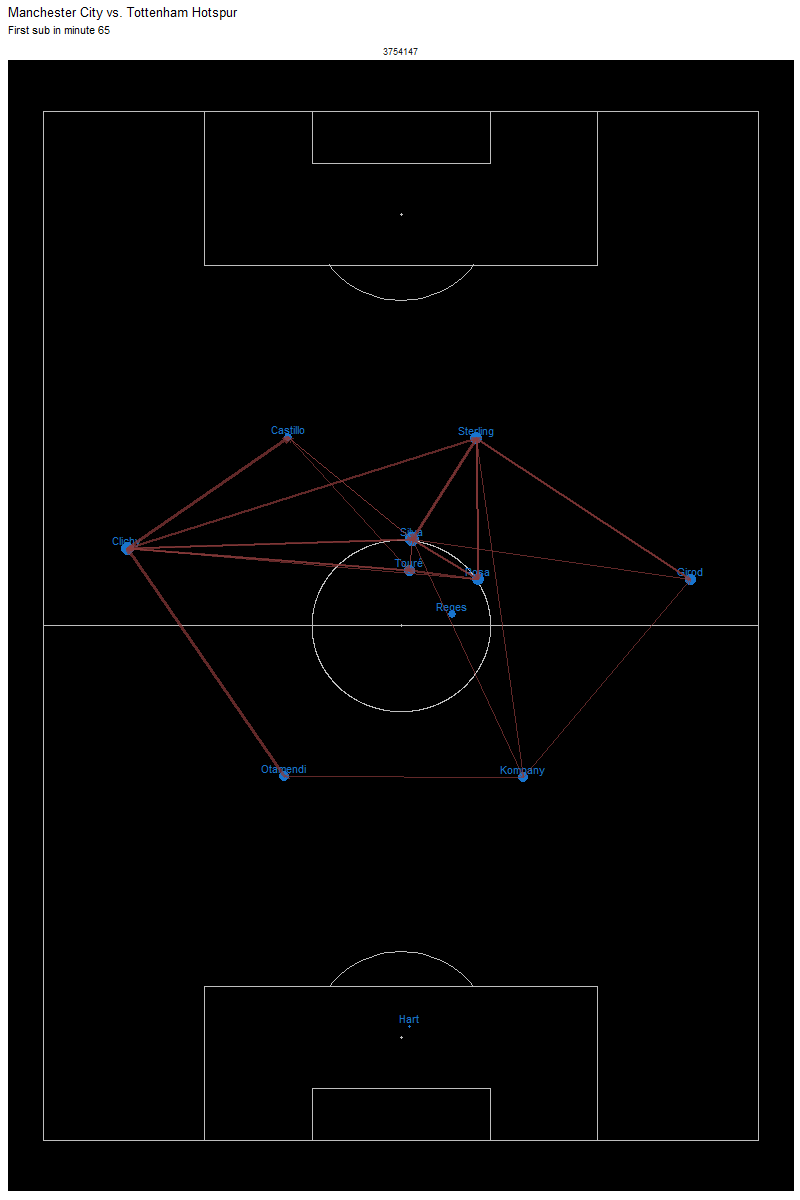 Manchester City vs. Tottenham Hotspur
First sub in minute 65
3754147
Castillo
Sterling
Silva
Clichy
Touré
Rosa
Girod
Reges
Otamendi
Kompany
Hart